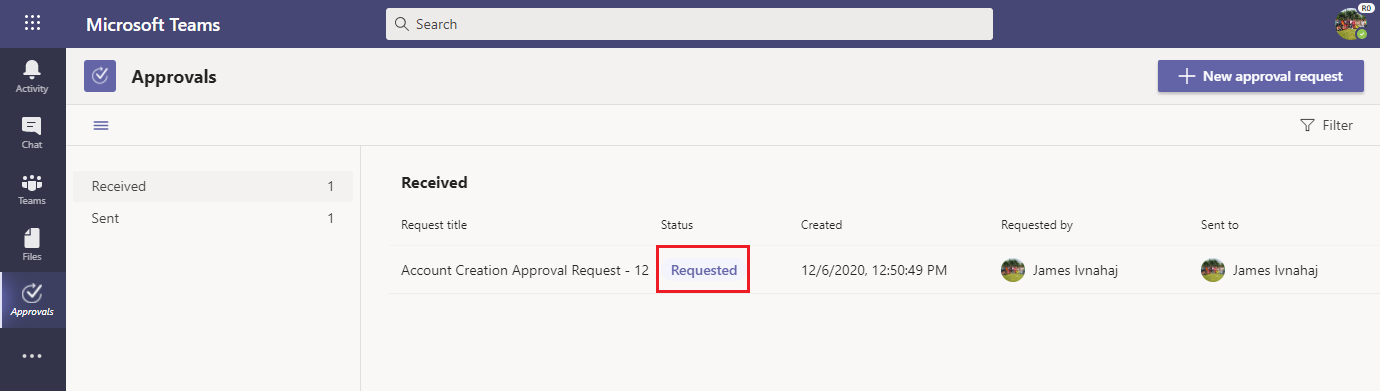 Microsoft Teams
Search
R0
Activity
Chat
Teams
Files
Approvals
Approvals
New approval request
Filter
Received 1
Sent 1
Received
Request title Status Created Requested by Sent to
Account Creation Approval Request - 12 Requested 12/6/2020, 12:50:49 PM James Ivnahaj James Ivnahaj